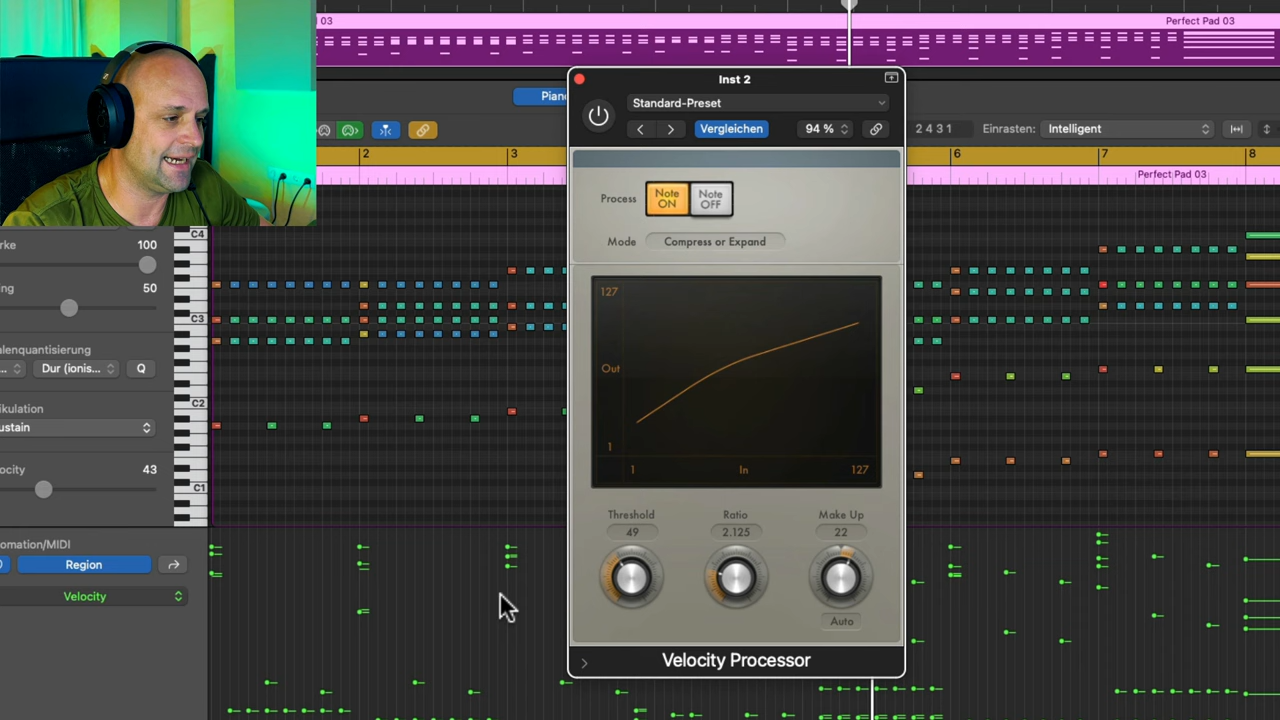 03
Perfect Pad 03
Inst 2
Standard-Preset
Vergleichen
94 %
2 4 3 1
Einrasten:
Intelligent
2
3
6
7
8
Perfect Pad 03
Process
Note
ON
Note
OFF
Mode
Compress or Expand
127
Out
1
1
In
127
Threshold
49
Ratio
2.125
Make Up
22
Auto
Velocity Processor
C4
C3
C2
C1
rke
100
ing
50
alenquantisierung
Dur (ionis...
Q
ikulation
ustain
ocity
43
omation/MIDI
Region
Velocity